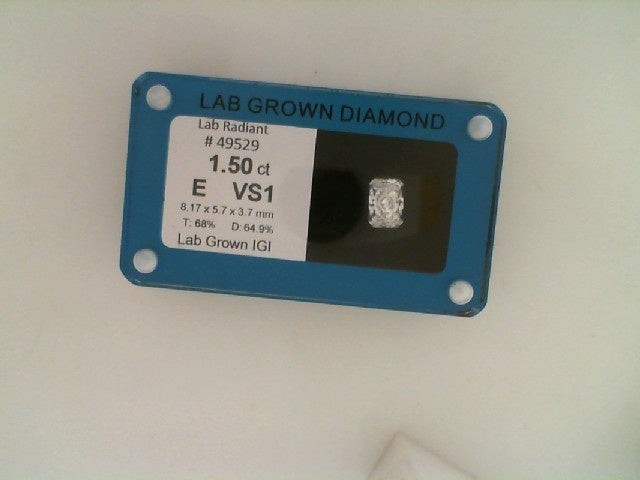 LAB GROWN DIAMOND
Lab Radiant
# 49529
1.50 ct
E VS1
8.17 x 5.7 x 3.7 mm
T: 68% D: 64.9%
Lab Grown IGI